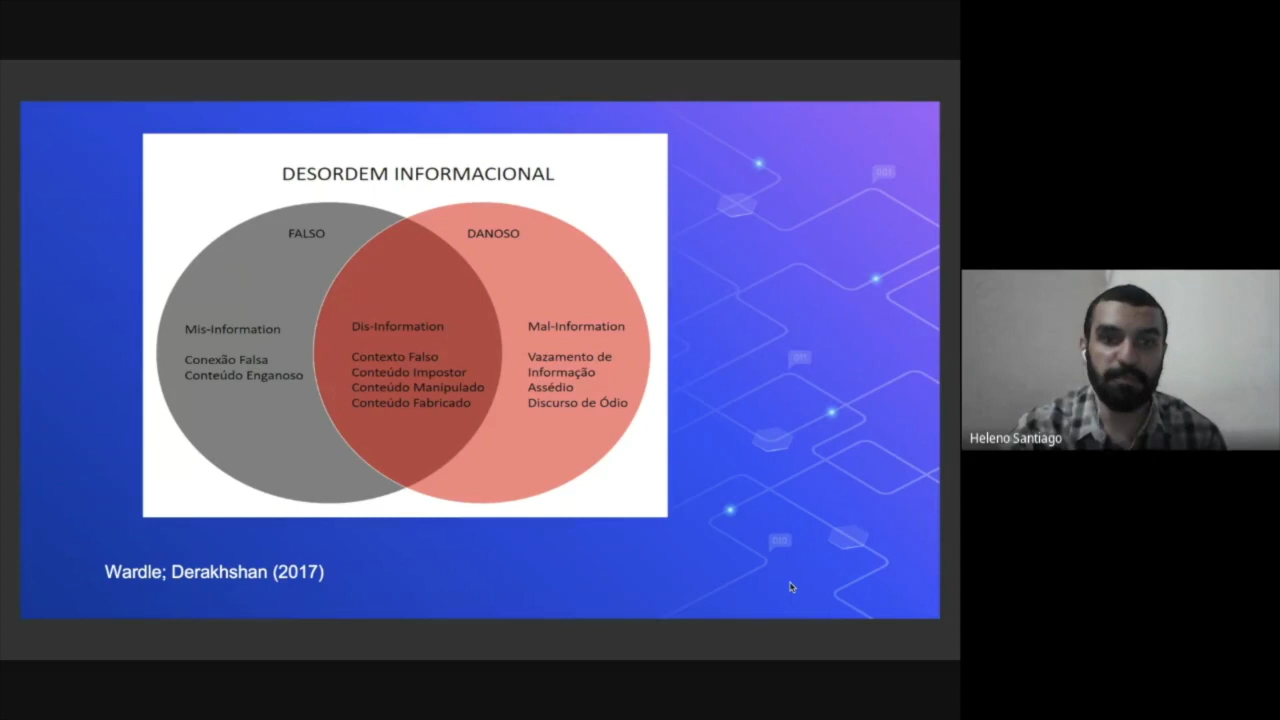 DESORDEM INFORMACIONAL
FALSO
DANOSO
Mis-Information
Conexão Falsa
Conteúdo Enganoso
Dis-Information
Contexto Falso
Conteúdo Impostor
Conteúdo Manipulado
Conteúdo Fabricado
Mal-Information
Vazamento de
Informação
Assédio
Discurso de Ódio
Wardle; Derakhshan (2017)
011
Heleno Santiago